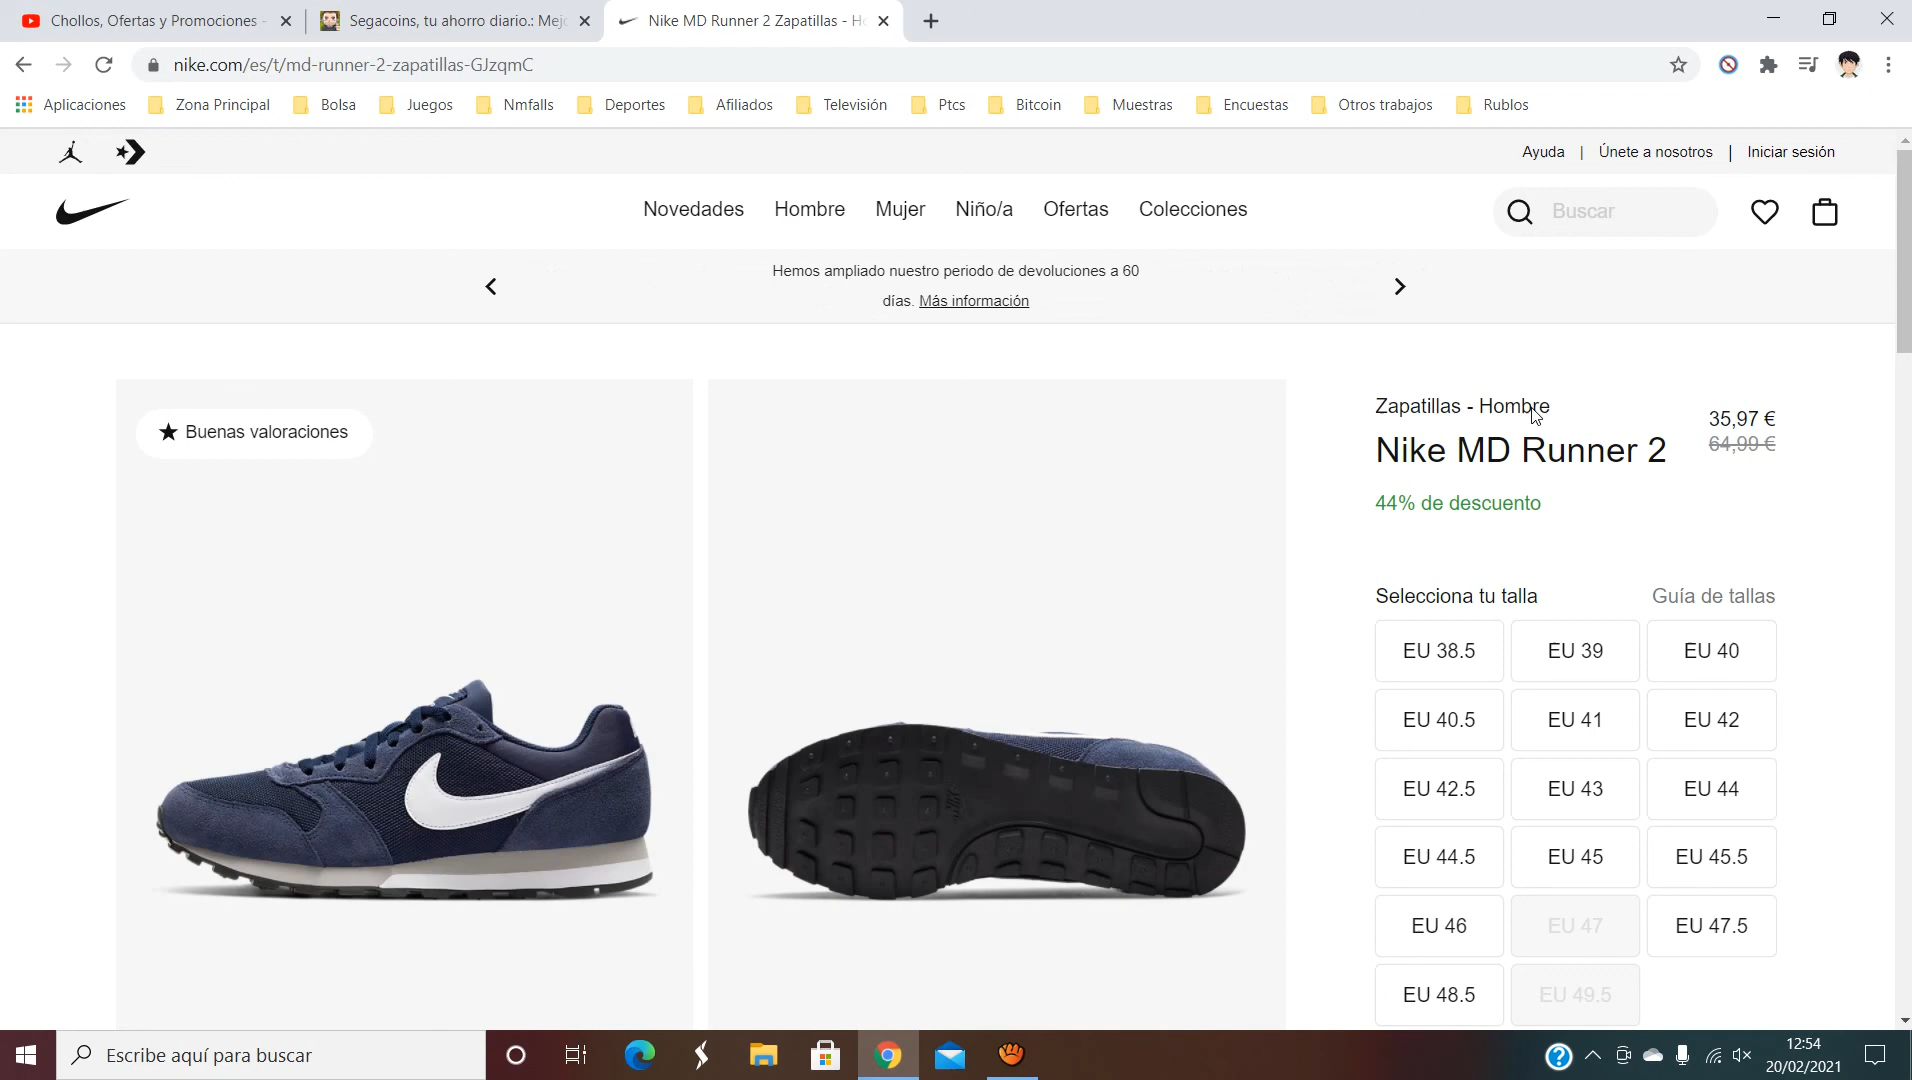 Chollos, Ofertas y Promociones -
Segacoins, tu ahorro diario.: Mejo
Nike MD Runner 2 Zapatillas - Ho
nike.com/es/t/md-runner-2-zapatillas-GJzqmC
Aplicaciones
Zona Principal
Bolsa
Juegos
Nmfalls
Deportes
Afiliados
Televisión
Ptcs
Bitcoin
Muestras
Encuestas
Otros trabajos
Rublos
Ayuda | Únete a nosotros | Iniciar sesión
Novedades
Hombre
Mujer
Niño/a
Ofertas
Colecciones
Buscar
Hemos ampliado nuestro periodo de devoluciones a 60
días. Más información
Buenas valoraciones
Zapatillas - Hombre
35,97 €
Nike MD Runner 2
64,99 €
44% de descuento
Selecciona tu talla
Guía de tallas
EU 38.5
EU 39
EU 40
EU 40.5
EU 41
EU 42
EU 42.5
EU 43
EU 44
EU 44.5
EU 45
EU 45.5
EU 46
EU 47
EU 47.5
EU 48.5
EU 49.5
Escribe aquí para buscar
12:54
20/02/2021